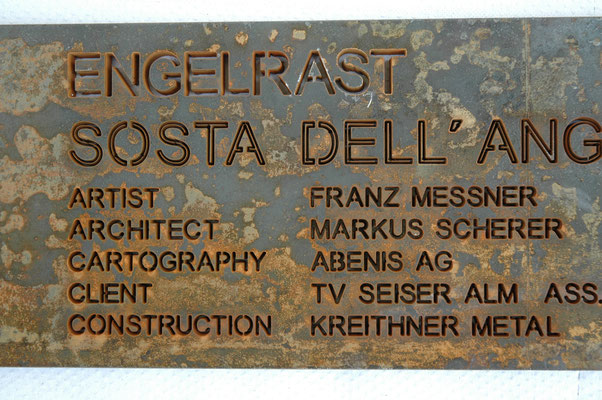 ENGELRAST
SOSTA DELL'ANG
ARTIST FRANZ MESSNER
ARCHITECT MARKUS SCHERER
CARTOGRAPHY ABENIS AG
CLIENT TV SEISER ALM ASS.
CONSTRUCTION KREITHNER METAL